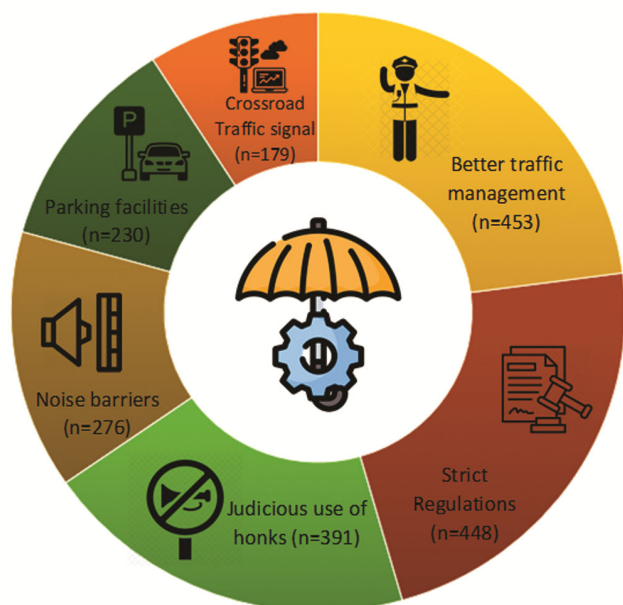 Crossroad
Traffic signal
(n=179)
Better traffic
management
(n=453)
P
Parking facilities
(n=230)
Noise barriers
(n=276)
Strict
Regulations
(n=448)
Judicious use of
honks (n=391)